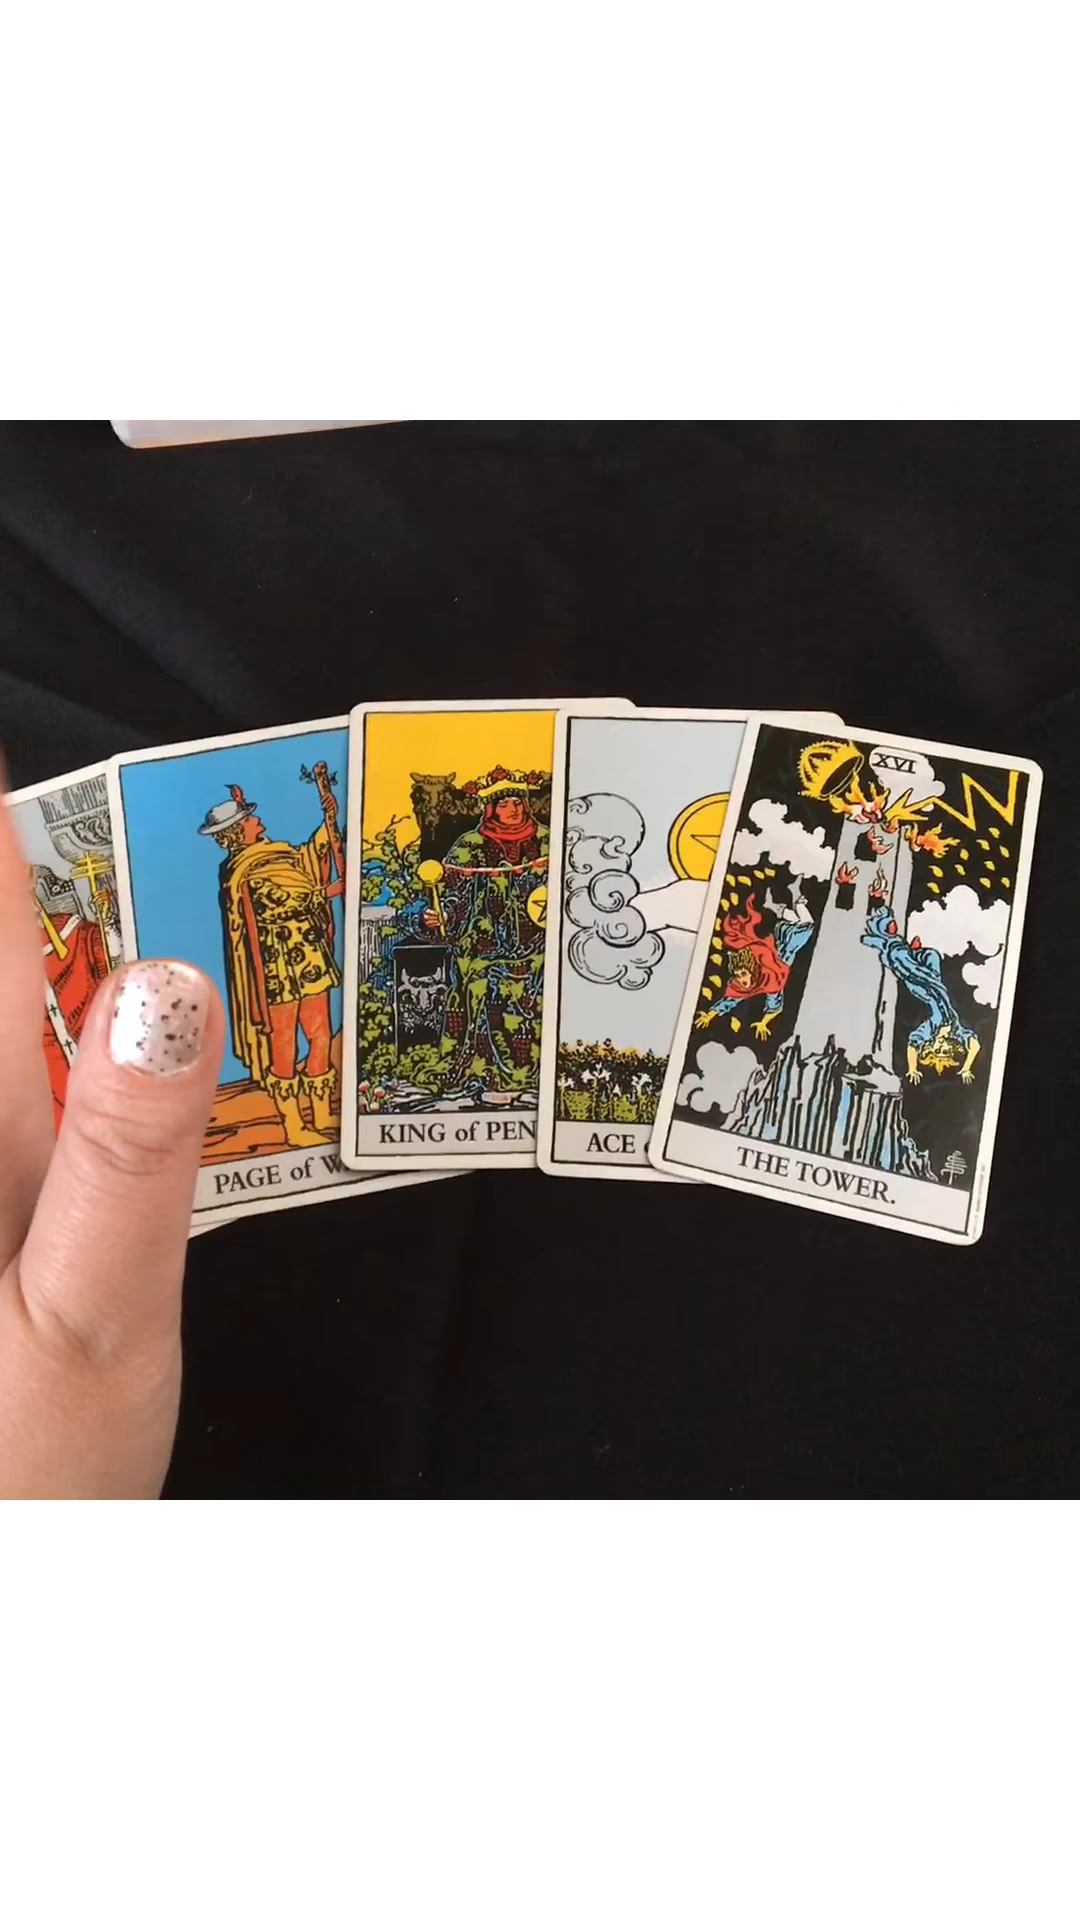 PAGE of W
KING of PEN
ACE
XVI
THE TOWER.